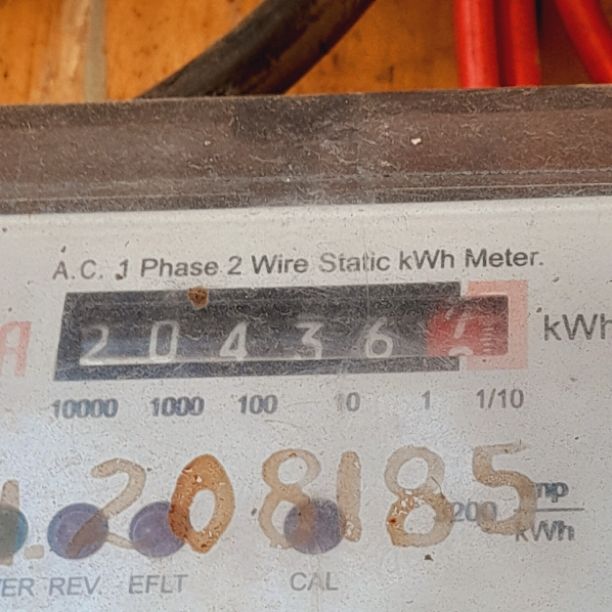 A.C. 1 Phase 2 Wire Static kWh Meter.
2 0 4 3 6
kWh
10000 1000 100 10 1 1/10
208185
3200
kWh
REV. EFLT CAL